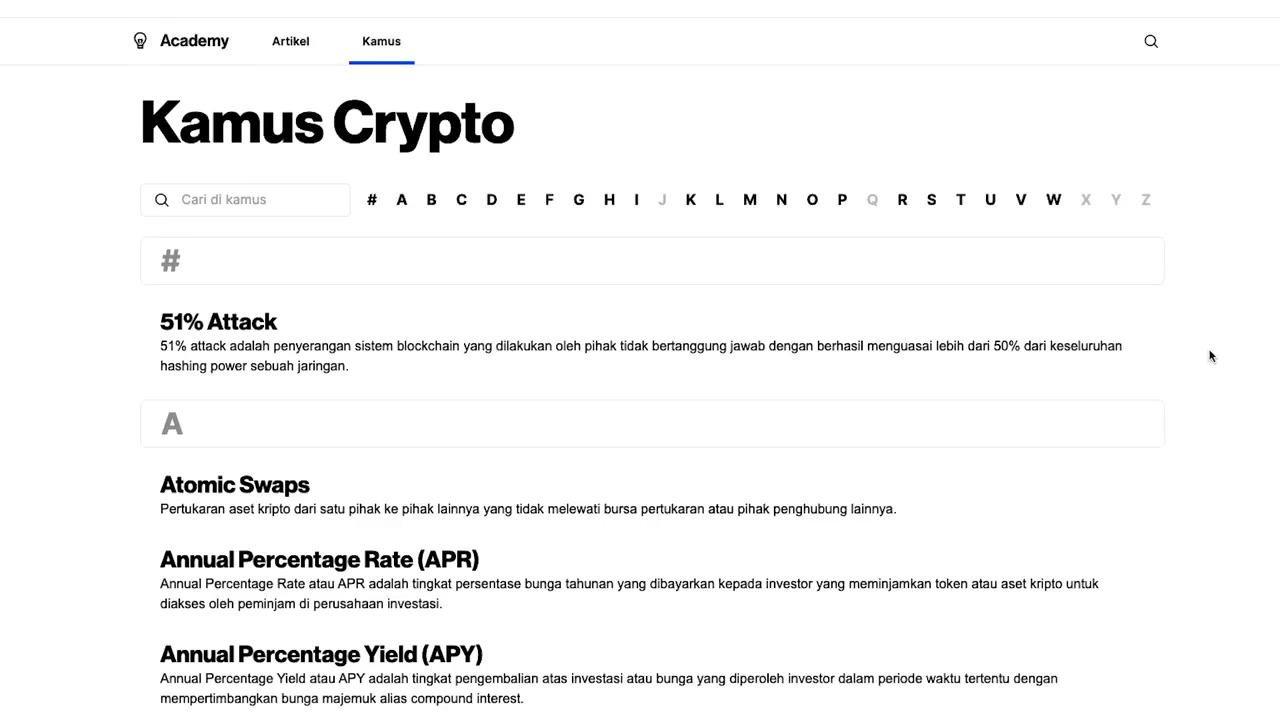 Academy Artikel Kamus
Kamus Crypto
Cari di kamus # A B C D E F G H I J K L M N O P Q R S T U V W X Y Z
#
51% Attack
51% attack adalah penyerangan sistem blockchain yang dilakukan oleh pihak tidak bertanggung jawab dengan berhasil menguasai lebih dari 50% dari keseluruhan
hashing power sebuah jaringan.
A
Atomic Swaps
Pertukaran aset kripto dari satu pihak ke pihak lainnya yang tidak melewati bursa pertukaran atau pihak penghubung lainnya.
Annual Percentage Rate (APR)
Annual Percentage Rate atau APR adalah tingkat persentase bunga tahunan yang dibayarkan kepada investor yang meminjamkan token atau aset kripto untuk
diakses oleh peminjam di perusahaan investasi.
Annual Percentage Yield (APY)
Annual Percentage Yield atau APY adalah tingkat pengembalian atas investasi atau bunga yang diperoleh investor dalam periode waktu tertentu dengan
mempertimbangkan bunga majemuk alias compound interest.